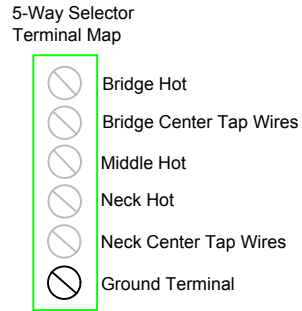 5-Way Selector
Terminal Map
Bridge Hot
Bridge Center Tap Wires
Middle Hot
Neck Hot
Neck Center Tap Wires
Ground Terminal